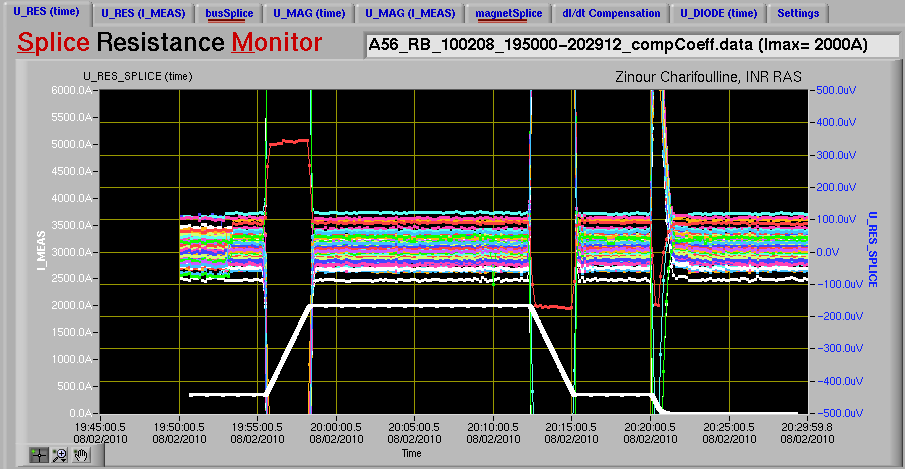 U_RES (time) U_RES (I_MEAS) busSplice U_MAG (time) U_MAG (I_MEAS) magnetSplice dI/dt Compensation U_DIODE (time) Settings
Splice Resistance Monitor A56_RB_100208_195000-202912_compCoeff.data (Imax= 2000A)
U_RES_SPLICE (time) Zinour Charifoulline, INR RAS
6000.0A 500.0uV
5500.0A 400.0uV
5000.0A 300.0uV
4500.0A 200.0uV
4000.0A 100.0uV
3500.0A 0.0uV
3000.0A -100.0uV
2500.0A -200.0uV
2000.0A -300.0uV
1500.0A -400.0uV
1000.0A -500.0uV
500.0A
0.0A
I_MEAS
U_RES_SPLICE
19:45:00.5 19:50:00.5 19:55:00.5 20:00:00.5 20:05:00.5 20:10:00.5 20:15:00.5 20:20:00.5 20:25:00.5 20:29:59.8
08/02/2010 08/02/2010 08/02/2010 08/02/2010 08/02/2010 08/02/2010 08/02/2010 08/02/2010 08/02/2010 08/02/2010
Time